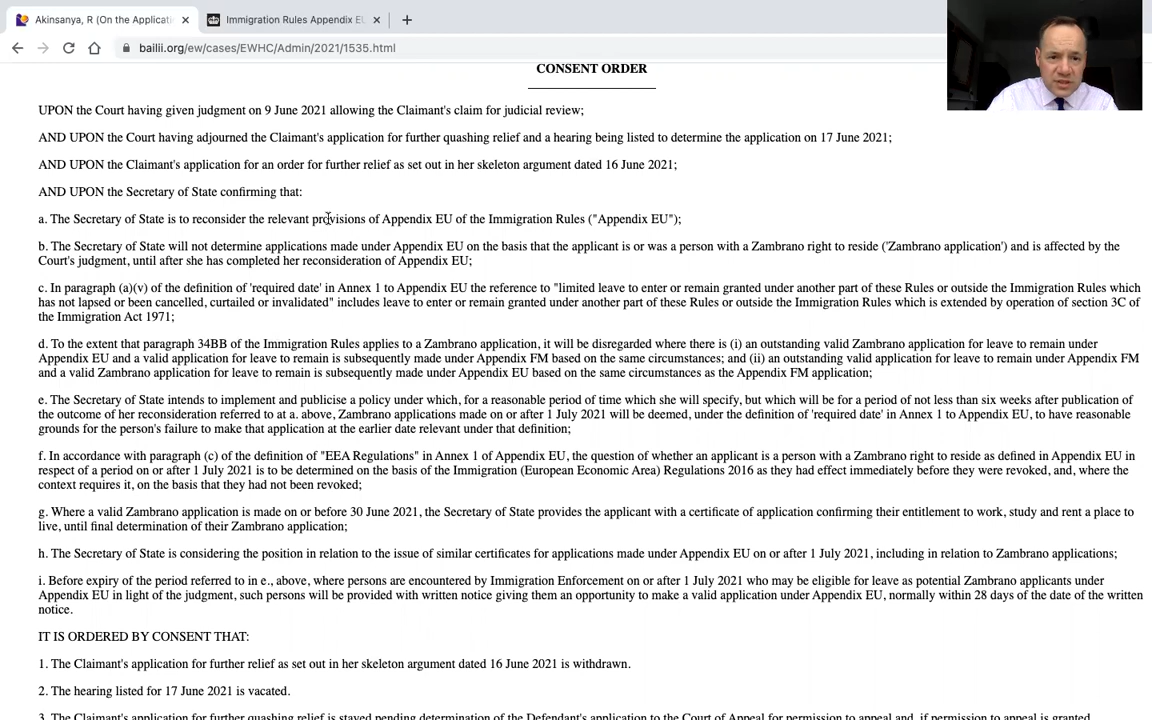 Akinsanya, R (On the Applicati
Immigration Rules Appendix E
bailii.org/ew/cases/EWHC/Admin/2021/1535.html
CONSENT ORDER
UPON the Court having given judgment on 9 June 2021 allowing the Claimant's claim for judicial review;
AND UPON the Court having adjourned the Claimant's application for further quashing relief and a hearing being listed to determine the application on 17 June 2021;
AND UPON the Claimant's application for an order for further relief as set out in her skeleton argument dated 16 June 2021;
AND UPON the Secretary of State confirming that:
a. The Secretary of State is to reconsider the relevant provisions of Appendix EU of the Immigration Rules ("Appendix EU");
b. The Secretary of State will not determine applications made under Appendix EU on the basis that the applicant is or was a person with a Zambrano right to reside ('Zambrano application') and is affected by the
Court's judgment, until after she has completed her reconsideration of Appendix EU;
c. In paragraph (a)(v) of the definition of 'required date' in Annex 1 to Appendix EU the reference to "limited leave to enter or remain granted under another part of these Rules or outside the Immigration Rules which
has not lapsed or been cancelled, curtailed or invalidated" includes leave to enter or remain granted under another part of these Rules or outside the Immigration Rules which is extended by operation of section 3C of
the Immigration Act 1971;
d. To the extent that paragraph 34BB of the Immigration Rules applies to a Zambrano application, it will be disregarded where there is (i) an outstanding valid Zambrano application for leave to remain under
Appendix EU and a valid application for leave to remain is subsequently made under Appendix FM based on the same circumstances; and (ii) an outstanding valid application for leave to remain under Appendix FM
and a valid Zambrano application for leave to remain is subsequently made under Appendix EU based on the same circumstances as the Appendix FM application;
e. The Secretary of State intends to implement and publicise a policy under which, for a reasonable period of time which she will specify, but which will be for a period of not less than six weeks after publication of
the outcome of her reconsideration referred to at a. above, Zambrano applications made on or after 1 July 2021 will be deemed, under the definition of 'required date' in Annex 1 to Appendix EU, to have reasonable
grounds for the person's failure to make that application at the earlier date relevant under that definition;
f. In accordance with paragraph (c) of the definition of "EEA Regulations" in Annex 1 of Appendix EU, the question of whether an applicant is a person with a Zambrano right to reside as defined in Appendix EU in
respect of a period on or after 1 July 2021 is to be determined on the basis of the Immigration (European Economic Area) Regulations 2016 as they had effect immediately before they were revoked, and, where the
context requires it, on the basis that they had not been revoked;
g. Where a valid Zambrano application is made on or before 30 June 2021, the Secretary of State provides the applicant with a certificate of application confirming their entitlement to work, study and rent a place to
live, until final determination of their Zambrano application;
h. The Secretary of State is considering the position in relation to the issue of similar certificates for applications made under Appendix EU on or after 1 July 2021, including in relation to Zambrano applications;
i. Before expiry of the period referred to in e., above, where persons are encountered by Immigration Enforcement on or after 1 July 2021 who may be eligible for leave as potential Zambrano applicants under
Appendix EU in light of the judgment, such persons will be provided with written notice giving them an opportunity to make a valid application under Appendix EU, normally within 28 days of the date of the written
notice.
IT IS ORDERED BY CONSENT THAT:
1. The Claimant's application for further relief as set out in her skeleton argument dated 16 June 2021 is withdrawn.
2. The hearing listed for 17 June 2021 is vacated.
3. The Claimant's application for further quashing relief is stayed pending determination of the Defendant's application to the Court of Appeal for permission to appeal and, if permission to appeal is granted